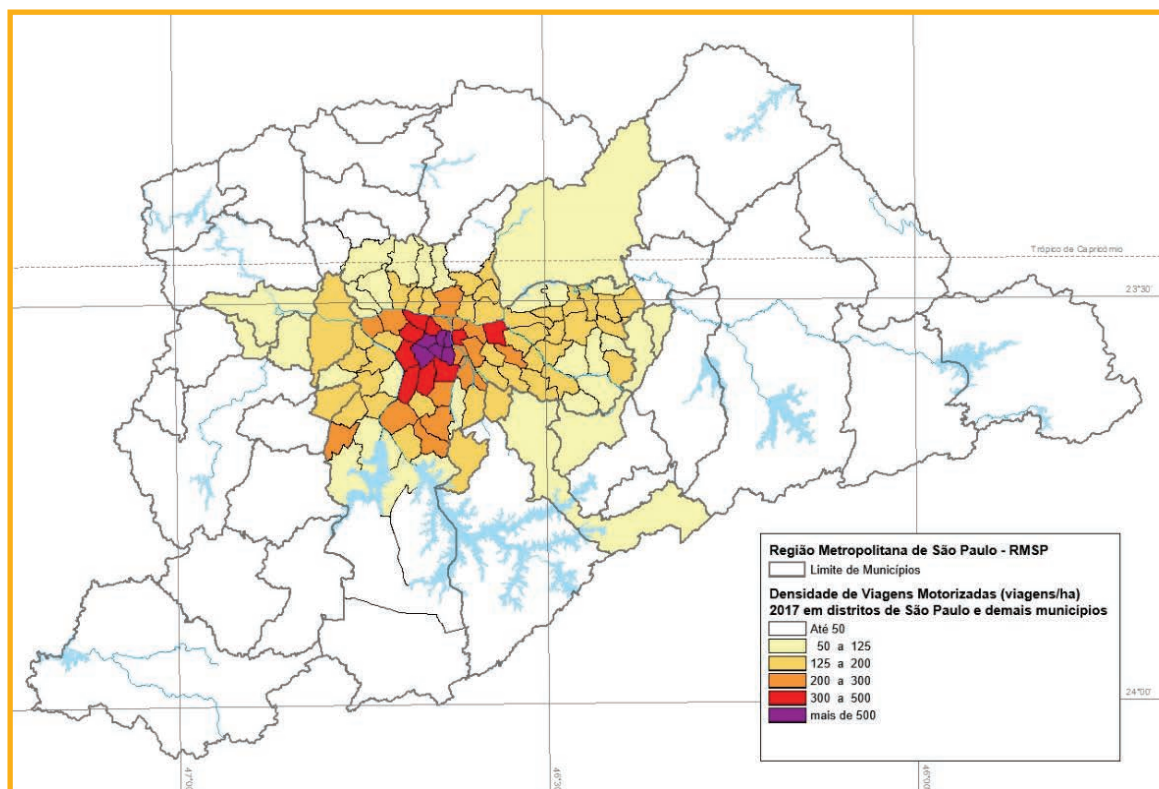 Trópico de Capricórnio
23°30'
Região Metropolitana de São Paulo - RMSP
Limite de Municípios
Densidade de Viagens Motorizadas (viagens/ha)
2017 em distritos de São Paulo e demais municípios
Até 50
50 a 125
125 a 200
200 a 300
300 a 500
mais de 500
24°00'
47°00'
46°30'
46°00'